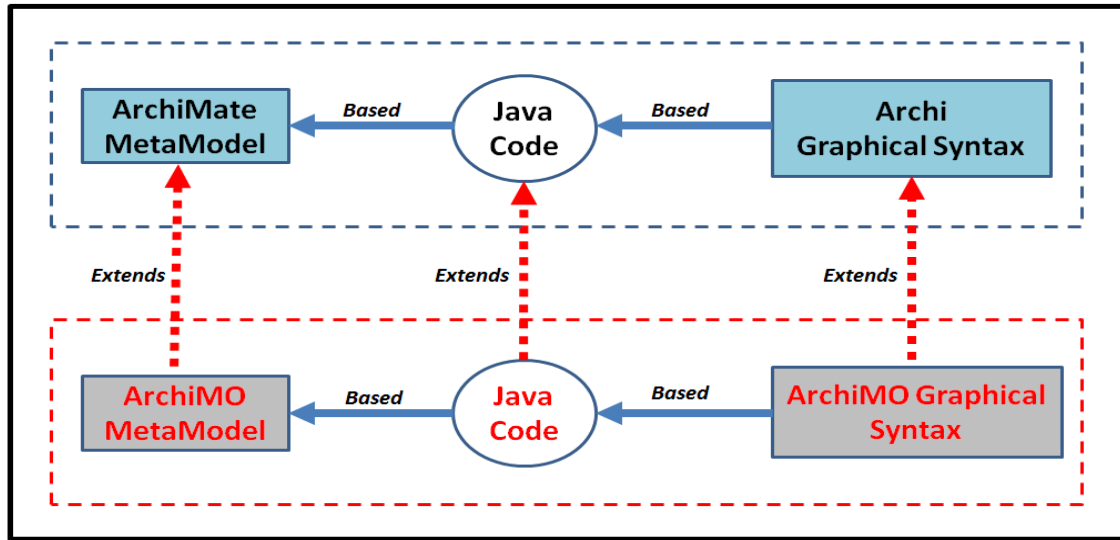 ArchiMate
MetaModel
Based
Java
Code
Based
Archi
Graphical Syntax
Extends
Extends
Extends
ArchiMO
MetaModel
Based
Java
Code
Based
ArchiMO Graphical
Syntax